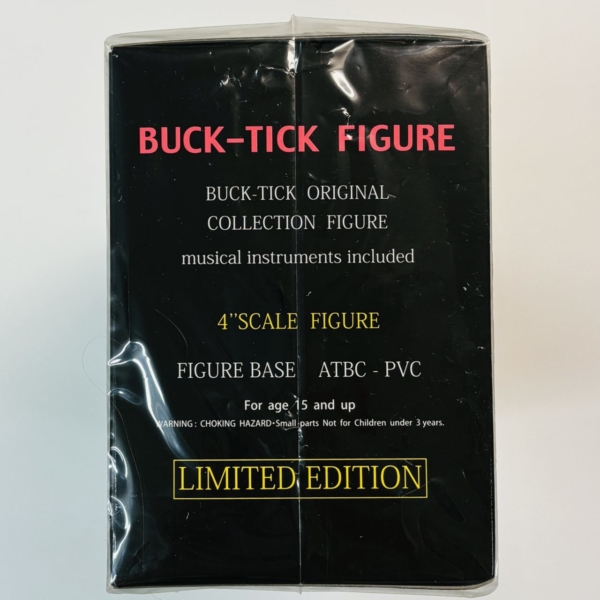 BUCK-TICK FIGURE
BUCK-TICK ORIGINAL
COLLECTION FIGURE
musical instruments included
4"SCALE FIGURE
FIGURE BASE ATBC - PVC
For age 15 and up
WARNING : CHOKING HAZARD•Small parts Not for Children under 3 years.
LIMITED EDITION